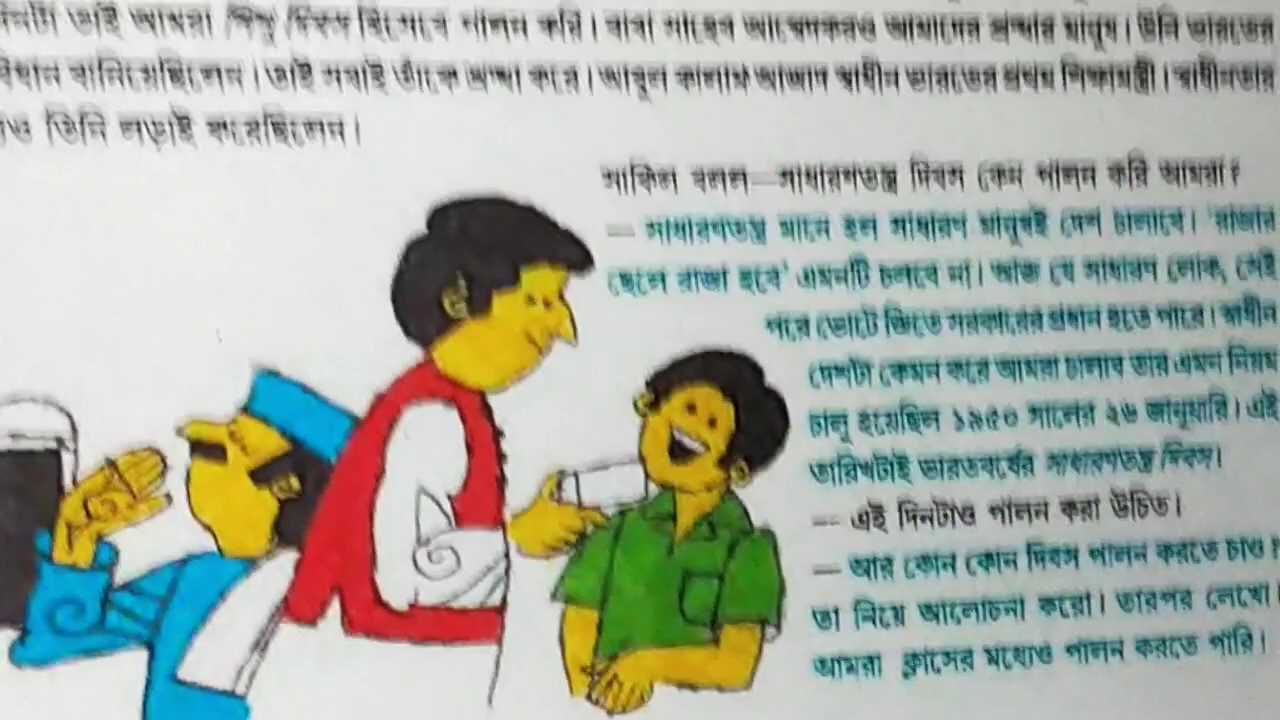 দিনটা তাই আমরা শিশু দিবস হিসেবে পালন করি। বাবা সাহেব আম্বেদকরও আমাদের শ্রদ্ধার মানুষ। উনি ভারতের
বিধান বানিয়েছিলেন। তাই সবাই তাঁকে শ্রদ্ধা করে। আবুল কালাম আজাদ স্বাধীন ভারতের প্রথম শিক্ষামন্ত্রী। স্বাধীনতার
ও তিনি লড়াই করেছিলেন।
সাকিল বলল—সাধারণতন্ত্র দিবস কেন পালন করি আমরা?
— সাধারণতন্ত্র মানে হল সাধারণ মানুষই দেশ চালাবে। 'রাজার
ছেলে রাজা হবে' এমনটি চলবে না। আজ যে সাধারণ লোক, সেই
পরে ভোটে জিতে সরকারের প্রধান হতে পারে। স্বাধীন
দেশটা কেমন করে আমরা চালাব তার এমন নিয়ম
চালু হয়েছিল ১৯৫০ সালের ২৬ জানুয়ারি। এই
তারিখটাই ভারতবর্ষের সাধারণতন্ত্র দিবস।
— এই দিনটাও পালন করা উচিত।
— আর কোন কোন দিবস পালন করতে চাও?
তা নিয়ে আলোচনা করো। তারপর লেখো।
আমরা ক্লাসের মধ্যেও পালন করতে পারি।